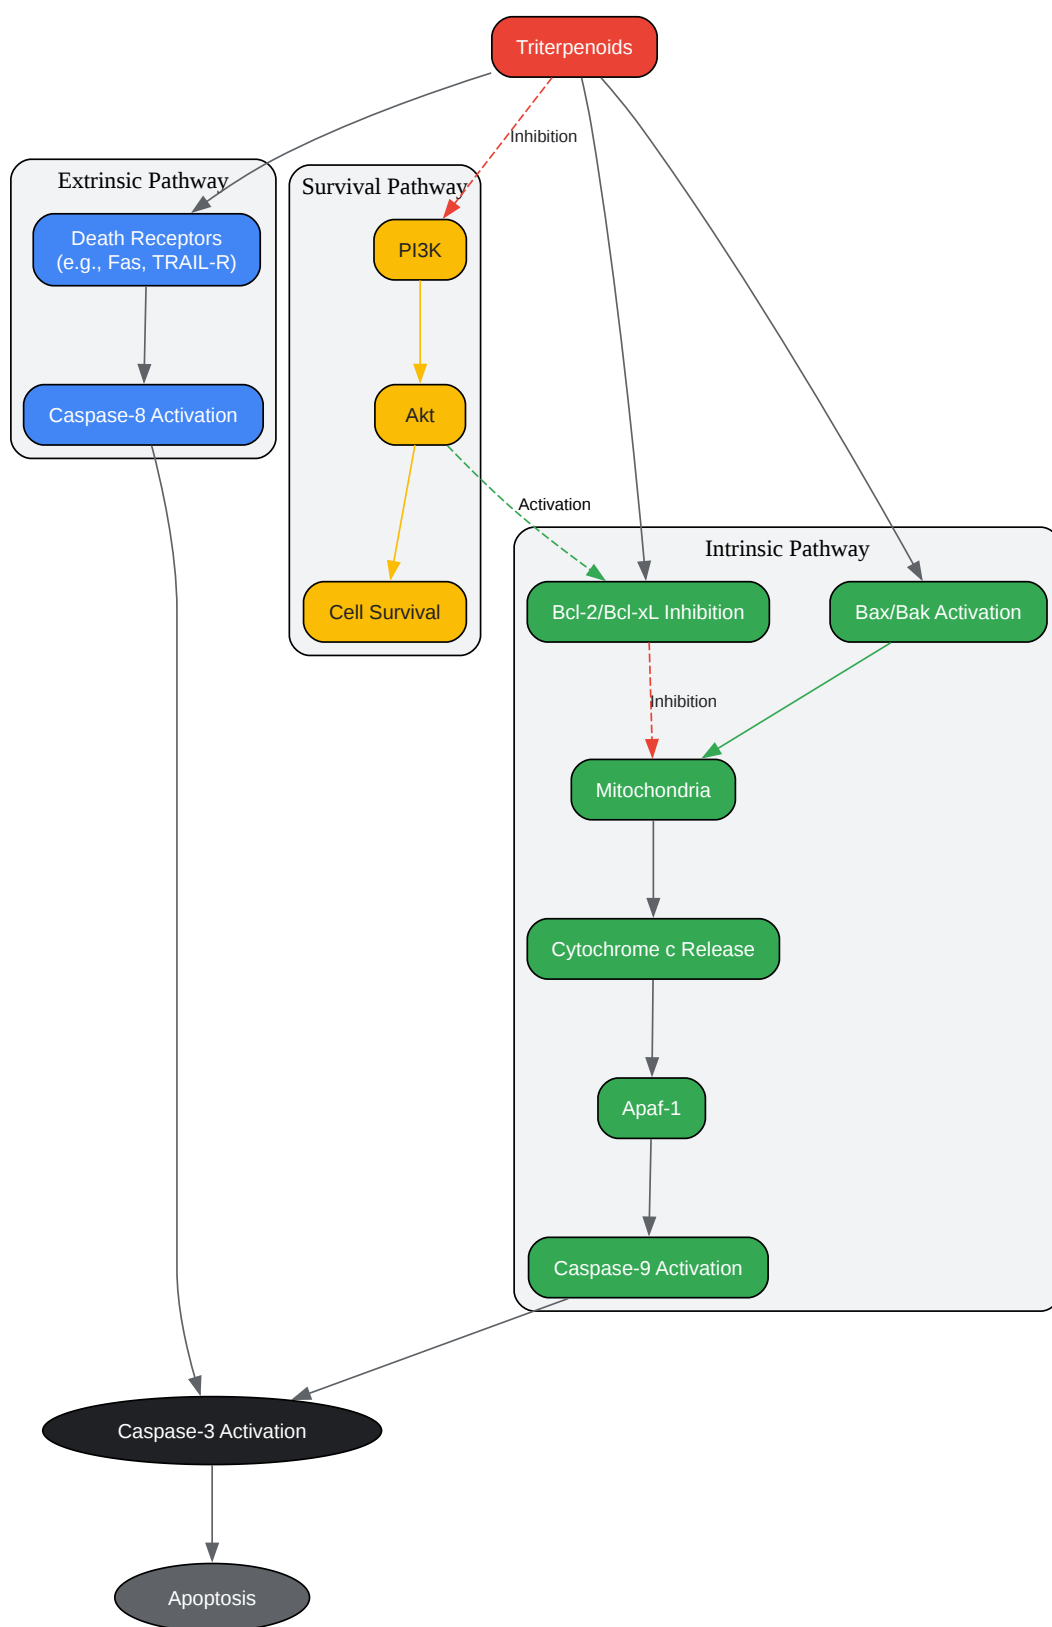 Triterpenoids
Inhibition
Extrinsic Pathway
Survival Pathway
Death Receptors
(e.g., Fas, TRAIL-R)
PI3K
Caspase-8 Activation
Akt
Activation
Intrinsic Pathway
Cell Survival
Bcl-2/Bcl-xL Inhibition
Bax/Bak Activation
Inhibition
Mitochondria
Cytochrome c Release
Apaf-1
Caspase-9 Activation
Caspase-3 Activation
Apoptosis